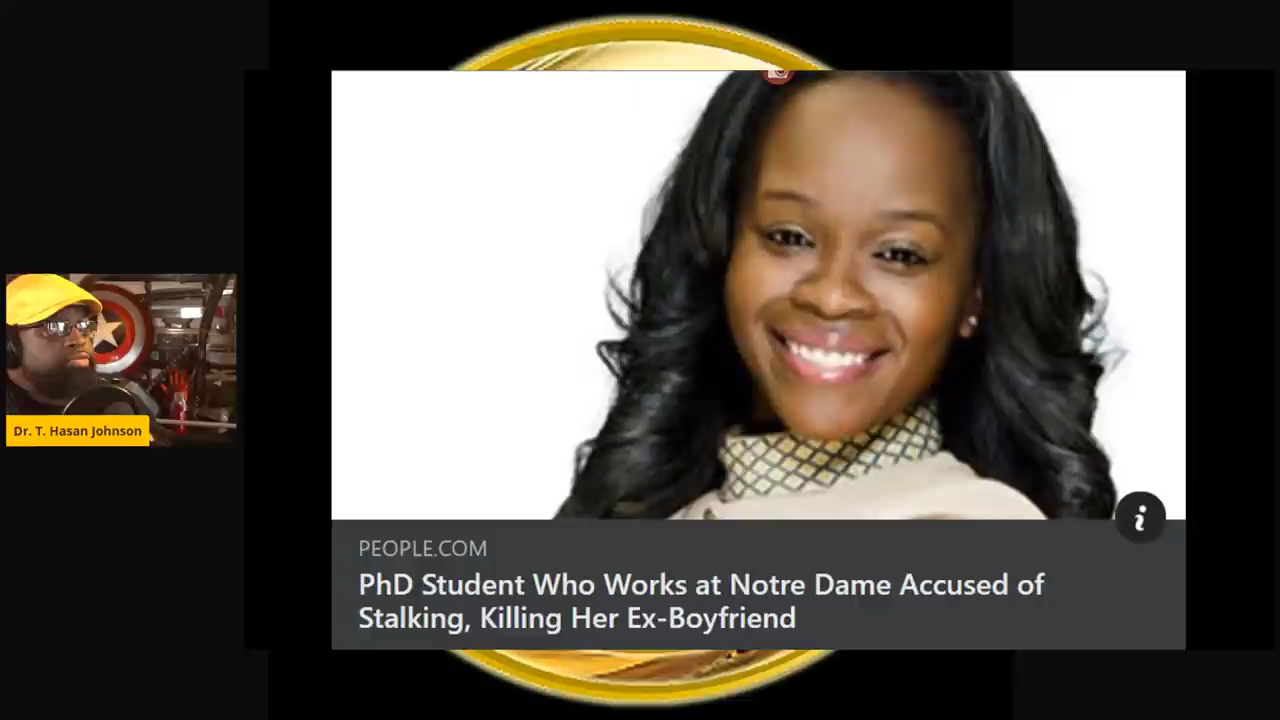 Dr. T. Hasan Johnson
PEOPLE.COM
PhD Student Who Works at Notre Dame Accused of
Stalking, Killing Her Ex-Boyfriend
i